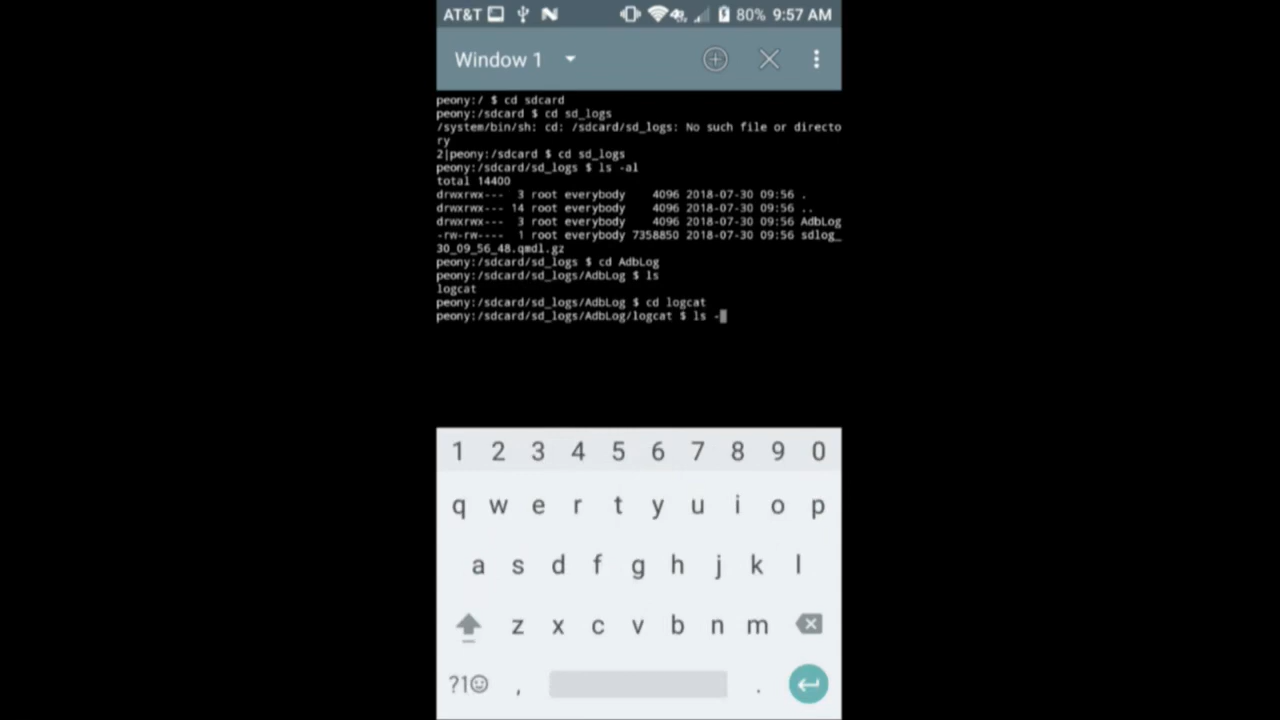 AT&T 80% 9:57 AM
Window 1
peony:/ $ cd sdcard
peony:/sdcard $ cd sd_logs
/system/bin/sh: cd: /sdcard/sd_logs: No such file or directo
ry
2|peony:/sdcard $ cd sd_logs
peony:/sdcard/sd_logs $ ls -al
total 14400
drwxrwx--- 3 root everybody 4096 2018-07-30 09:56 .
drwxrwx--- 14 root everybody 4096 2018-07-30 09:56 ..
drwxrwx--- 3 root everybody 4096 2018-07-30 09:56 AdbLog
-rw-rw---- 1 root everybody 7358850 2018-07-30 09:56 sdlog_
30_09_56_48.qmdl.gz
peony:/sdcard/sd_logs $ cd AdbLog
peony:/sdcard/sd_logs/AdbLog $ ls
logcat
peony:/sdcard/sd_logs/AdbLog $ cd logcat
peony:/sdcard/sd_logs/AdbLog/logcat $ ls -
1 2 3 4 5 6 7 8 9 0
q w e r t y u i o p
a s d f g h j k l
z x c v b n m
?1☺ , .